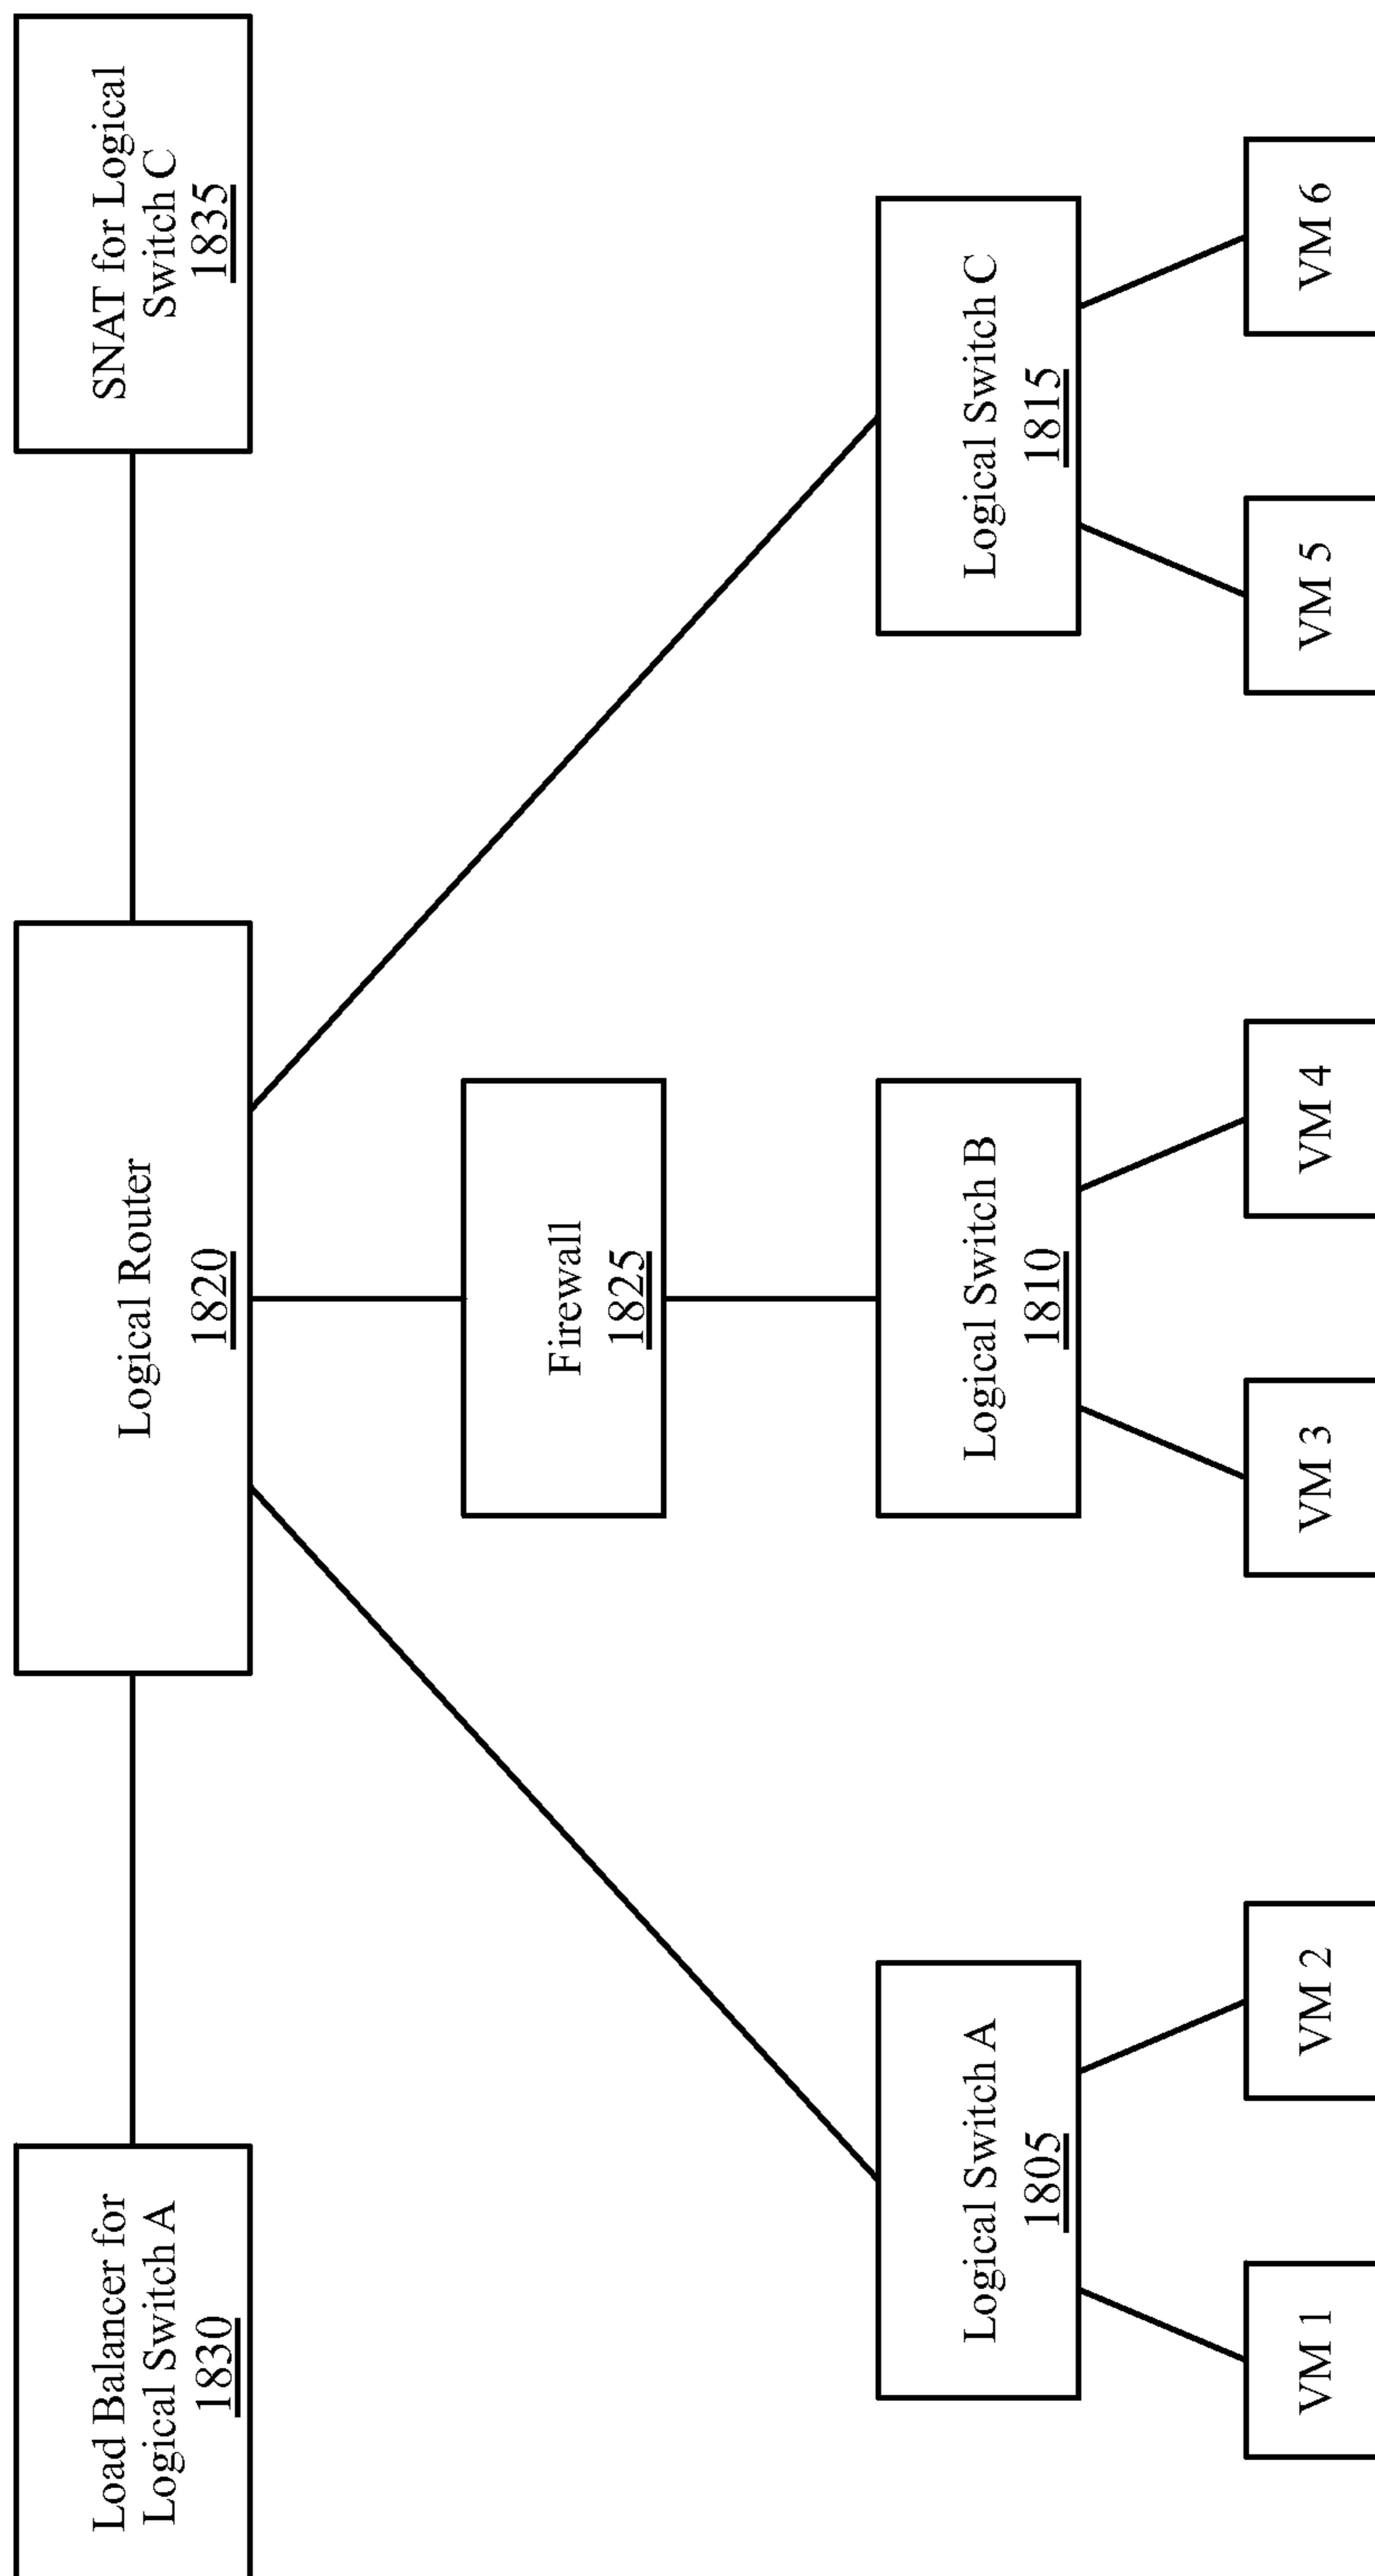 Load Balancer for
Logical Switch A
1830
Logical Router
1820
SNAT for Logical
Switch C
1835
Firewall
1825
Logical Switch A
1805
Logical Switch B
1810
Logical Switch C
1815
VM 1
VM 2
VM 3
VM 4
VM 5
VM 6